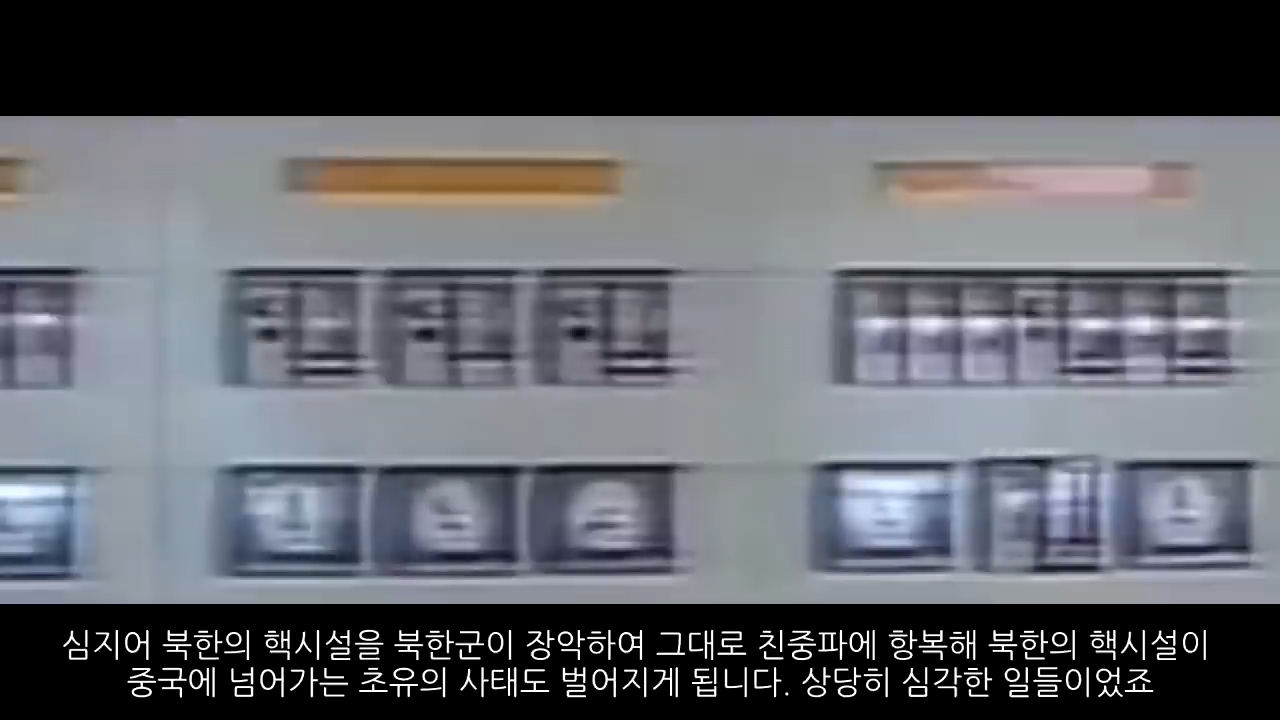 심지어 북한의 핵시설을 북한군이 장악하여 그대로 친중파에 항복해 북한의 핵시설이
중국에 넘어가는 초유의 사태도 벌어지게 됩니다. 상당히 심각한 일들이었죠